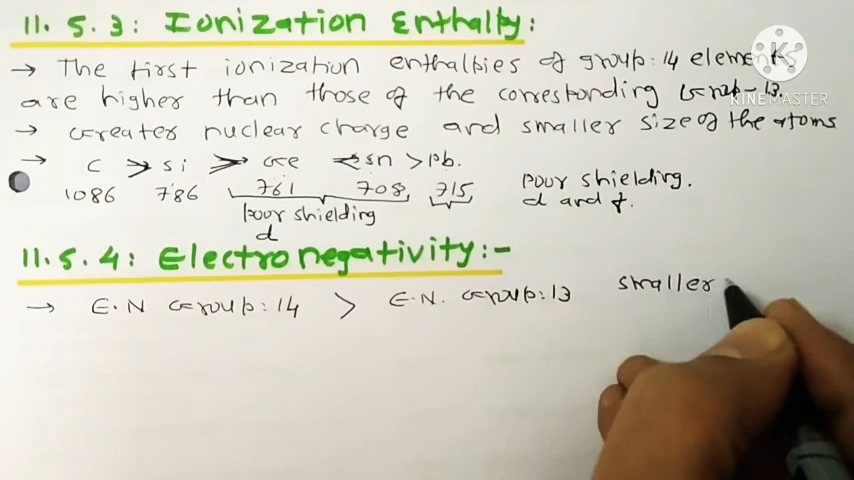 11.5.3: Ionization Enthalpy:
→ The first ionization enthalpies of group:14 elements
are higher than those of the corresponding Group-13.
KINEMASTER
→ Greater nuclear charge and smaller size of the atoms
→ C > Si > Ge Sn > Pb.
1086 786 761 708 715 Poor shielding.
d and f.
Poor shielding
d
11.5.4: Electronegativity:-
→ E.N Group:14 > E.N. Group:13 smaller